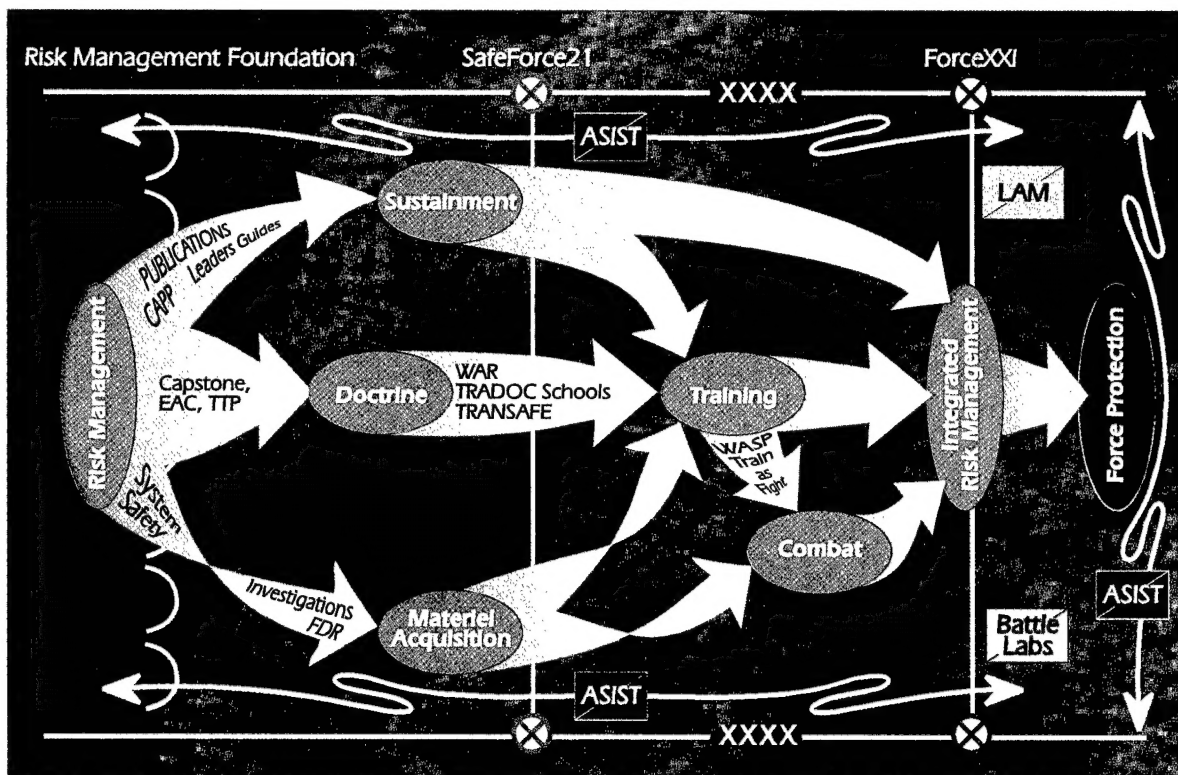 Risk Management Foundation
SafeForce21
ForceXXI
XXXX
ASIST
LAM
Sustainment
PUBLICATIONS
Leaders Guides
CAPP
Risk Management
Capstone,
EAC, TTP
Doctrine
WAR
TRADOC Schools
TRANSAFE
Training
WASP
Train
as
Fight
Integrated
Risk Management
Force Protection
System
Safety
Investigations
FDR
Materiel
Acquisition
Combat
ASIST
Battle
Labs
ASIST
XXXX